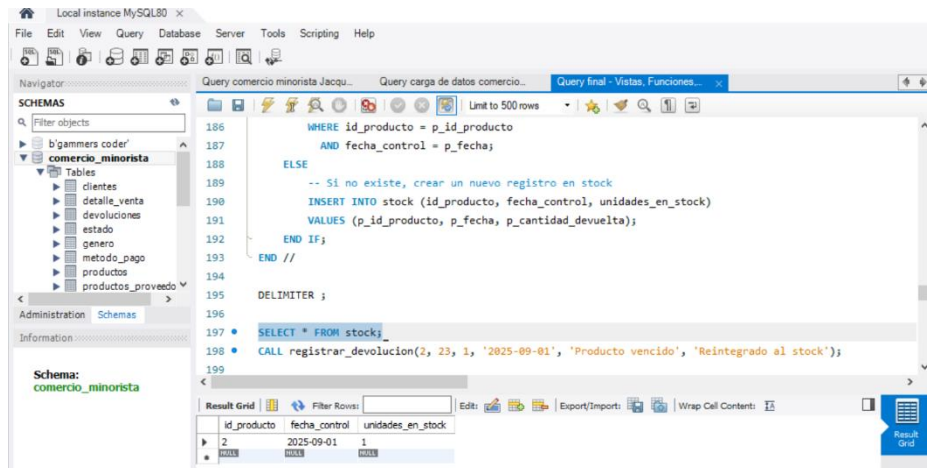 Local instance MySQL80 ×
File Edit View Query Database Server Tools Scripting Help
Navigator
Query comercio minorista Jacqu... Query carga de datos comercio... Query final - Vistas, Funciones,... ×
SCHEMAS
Limit to 500 rows
Filter objects
b'gammers coder'
comercio_minorista
Tables
clientes
detalle_venta
devoluciones
estado
genero
metodo_pago
productos
productos_proveedo
Administration Schemas
Information
Schema:
comercio_minorista
186 WHERE id_producto = p_id_producto
187 AND fecha_control = p_fecha;
188 ELSE
189 -- Si no existe, crear un nuevo registro en stock
190 INSERT INTO stock (id_producto, fecha_control, unidades_en_stock)
191 VALUES (p_id_producto, p_fecha, p_cantidad_devuelta);
192 END IF;
193 END //
194
195 DELIMITER ;
196
197 SELECT * FROM stock;
198 CALL registrar_devolucion(2, 23, 1, '2025-09-01', 'Producto vencido', 'Reintegrado al stock');
199
Result Grid Filter Rows: Edit: Export/Import: Wrap Cell Content:
id_producto fecha_control unidades_en_stock
2 2025-09-01 1
NULL NULL NULL
Result
Grid